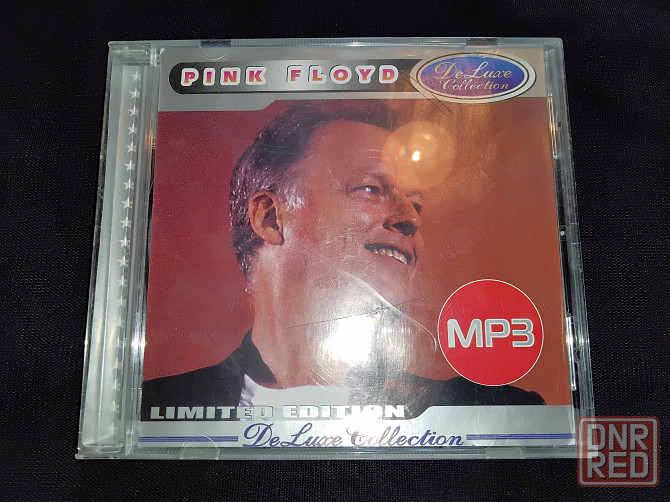 PINK FLOYD
DeLuxe
Collection
MP3
LIMITED EDITION
DeLuxe Collection
DNR
RED